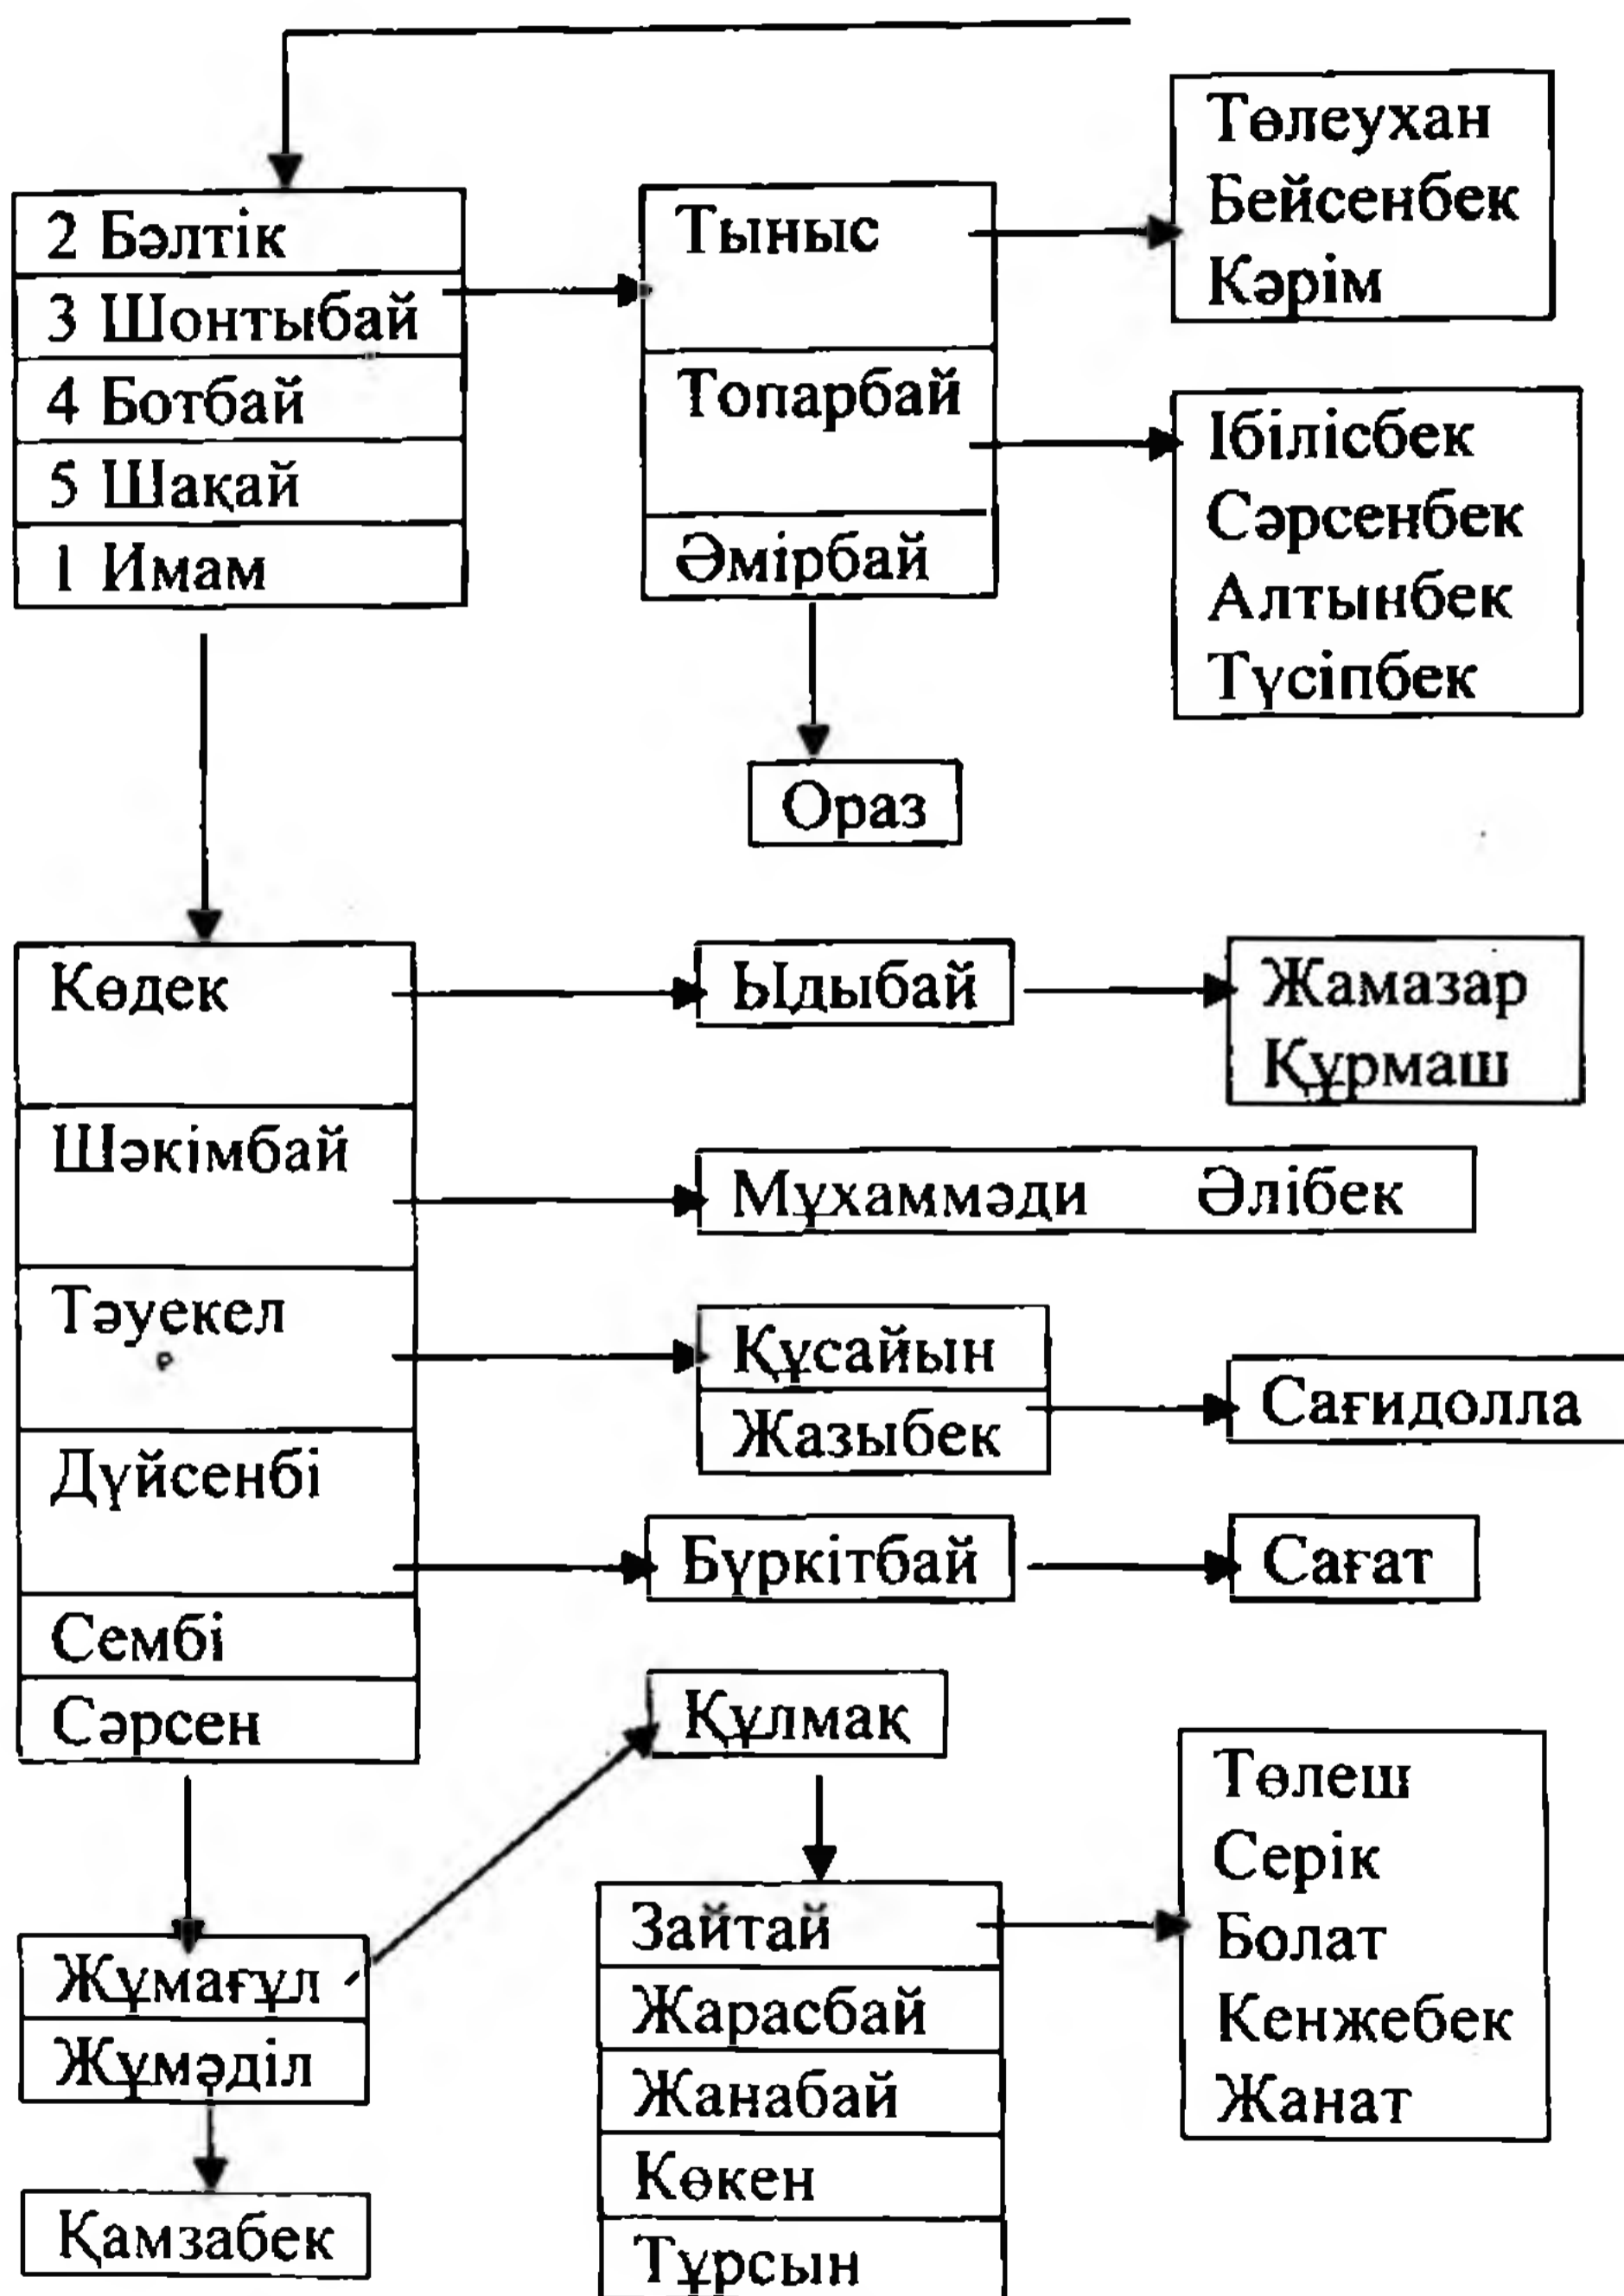 2 Бәлтік
3 Шонтыбай
4 Ботбай
5 Шақай
1 Имам
Тыныс
Топарбай
Әмірбай
Төлеухан
Бейсенбек
Кәрім
Ібілісбек
Сәрсенбек
Алтынбек
Түсіпбек
Ораз
Көдек
Шәкімбай
Тәуекел
Дүйсенбі
Сембі
Сәрсен
Ыдыбай
Жамазар
Құрмаш
Мұхаммәди Әлібек
Құсайын
Жазыбек
Сағидолла
Бүркітбай
Сағат
Құлмақ
Жұмағұл
Жұмәділ
Қамзабек
Зайтай
Жарасбай
Жанабай
Көкен
Тұрсын
Төлеш
Серік
Болат
Кенжебек
Жанат